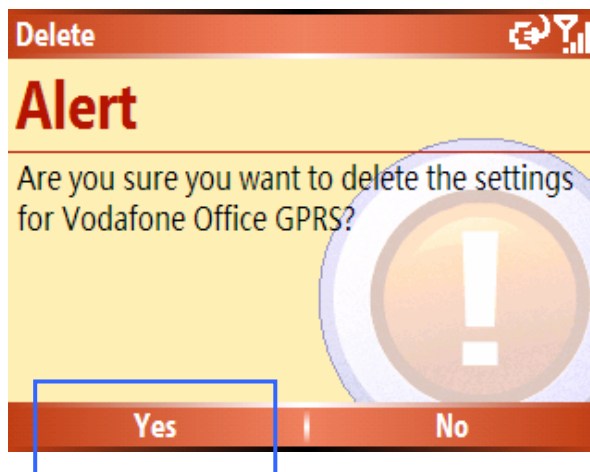 Delete
Alert
Are you sure you want to delete the settings
for Vodafone Office GPRS?
Yes No